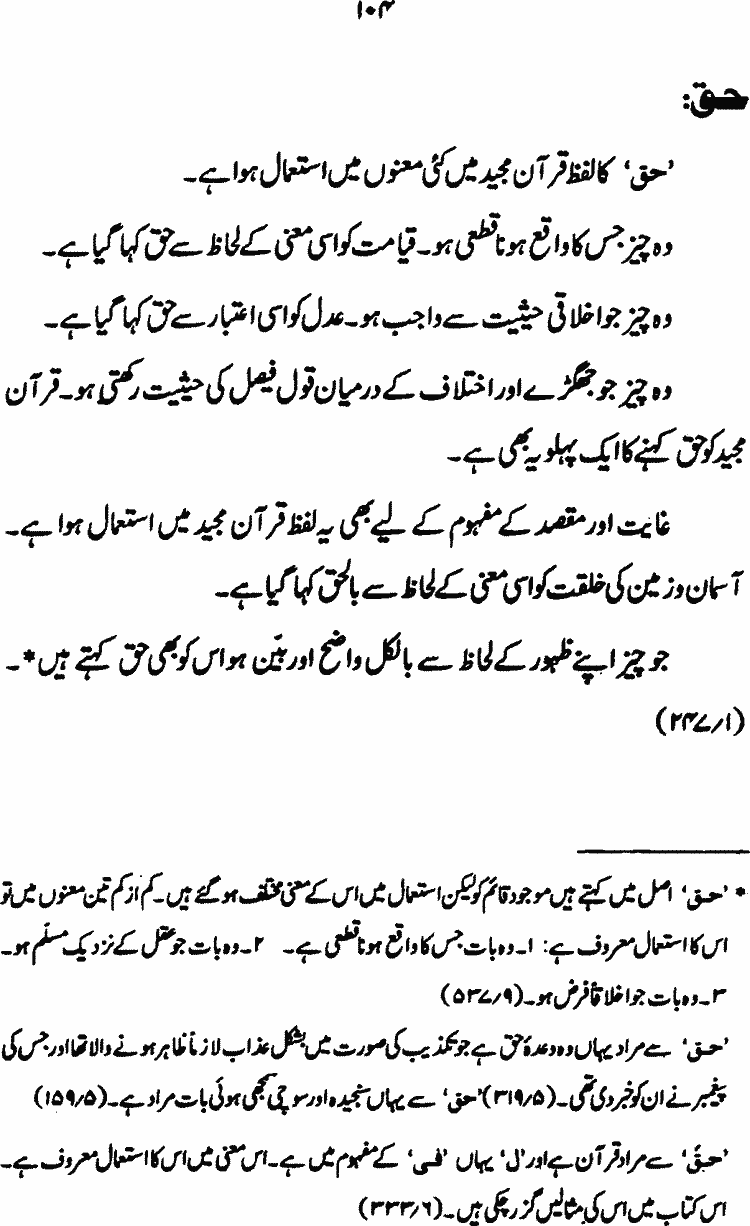 ۱۰۴
حق:
’حق‘ کا لفظ قرآن مجید میں کئی معنوں میں استعمال ہوا ہے۔
وہ چیز جس کا واقع ہونا قطعی ہو۔ قیامت کو اسی معنی کے لحاظ سے حق کہا گیا ہے۔
وہ چیز جو اخلاقی حیثیت سے واجب ہو۔ عدل کو اسی اعتبار سے حق کہا گیا ہے۔
وہ چیز جو جھگڑے اور اختلاف کے درمیان قول فیصل کی حیثیت رکھتی ہو۔ قرآن
مجید کو حق کہنے کا ایک پہلو یہ بھی ہے۔
غایت اور مقصد کے مفہوم کے لیے بھی یہ لفظ قرآن مجید میں استعمال ہوا ہے۔
آسمان و زمین کی خلقت کو اسی معنی کے لحاظ سے بالحق کہا گیا ہے۔
جو چیز اپنے ظہور کے لحاظ سے بالکل واضح اور بیّن ہو اس کو بھی حق کہتے ہیں*۔
(۱/۲۴۷)
* ’حق‘ اصل میں کہتے ہیں موجود قائم کو لیکن استعمال میں اس کے معنی مختلف ہو گئے ہیں۔ کم از کم تین معنوں میں تو
اس کا استعمال معروف ہے: ۱۔ وہ بات جس کا واقع ہونا قطعی ہے۔ ۲۔ وہ بات جو عقل کے نزدیک مسلّم ہو۔
۳۔ وہ بات جو اخلاقاً فرض ہو۔ (۹/۵۳۷)
’حق‘ سے مراد یہاں وہ وعدۂ حق ہے جو تکذیب کی صورت میں بشکل عذاب لازماً ظاہر ہونے والا تھا اور جس کی
پیغمبر نے ان کو خبر دی تھی۔ (۵/۳۱۹) ’حق‘ سے یہاں سنجیدہ اور سوچی سمجھی ہوئی بات مراد ہے۔ (۵/۱۵۹)
’حق‘ سے مراد قرآن ہے اور ’ل‘ یہاں ’فی‘ کے مفہوم میں ہے۔ اس معنی میں اس کا استعمال معروف ہے۔
اس کتاب میں اس کی مثالیں گزر چکی ہیں۔ (۶/۳۳۳)